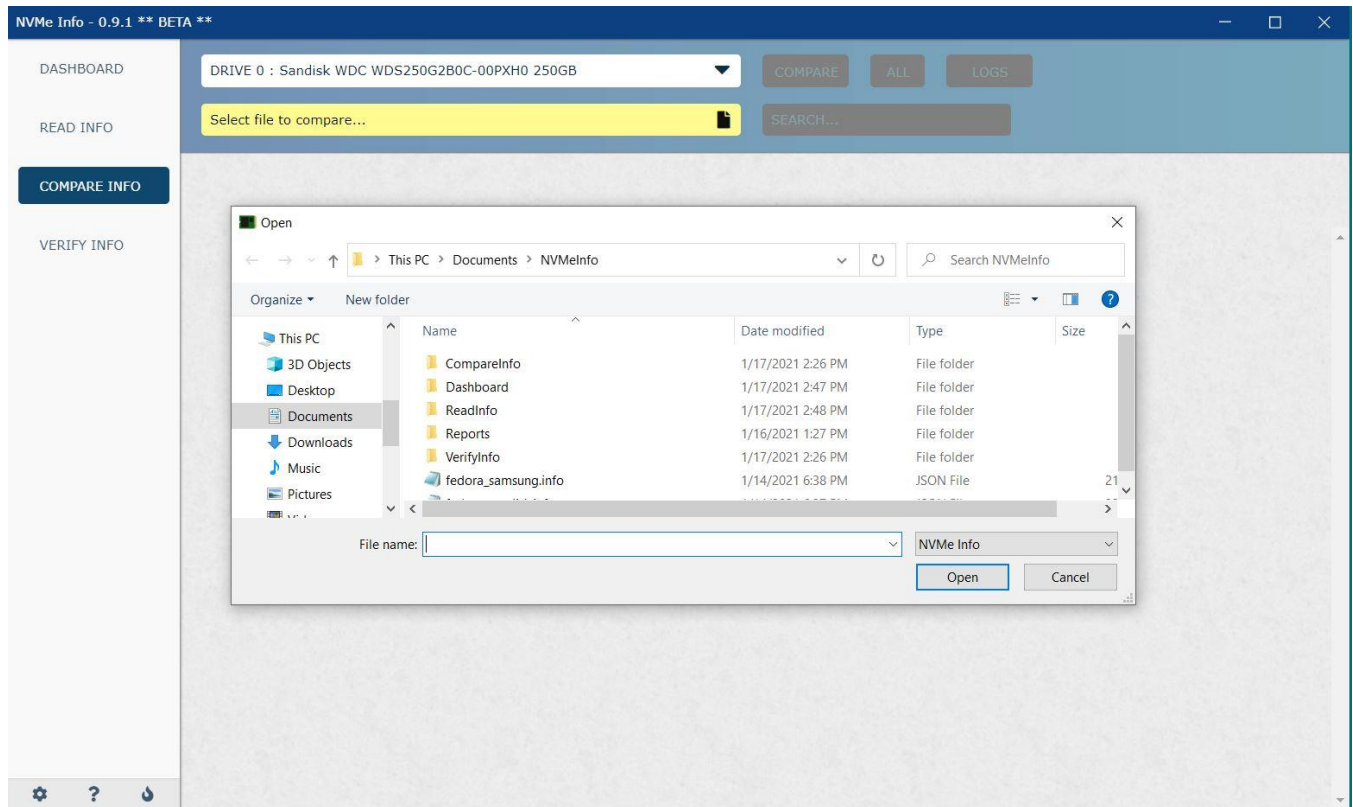 NVMe Info - 0.9.1 ** BETA **
DASHBOARD
READ INFO
COMPARE INFO
VERIFY INFO
DRIVE 0 : Sandisk WDC WDS250G2B0C-00PXH0 250GB
COMPARE ALL LOGS
Select file to compare...
SEARCH...
Open
This PC > Documents > NVMeInfo
Search NVMeInfo
Organize New folder
This PC
3D Objects
Desktop
Documents
Downloads
Music
Pictures
Name Date modified Type Size
CompareInfo 1/17/2021 2:26 PM File folder
Dashboard 1/17/2021 2:47 PM File folder
ReadInfo 1/17/2021 2:48 PM File folder
Reports 1/16/2021 1:27 PM File folder
VerifyInfo 1/17/2021 2:26 PM File folder
fedora_samsung.info 1/14/2021 6:38 PM JSON File 21
File name: NVMe Info
Open Cancel